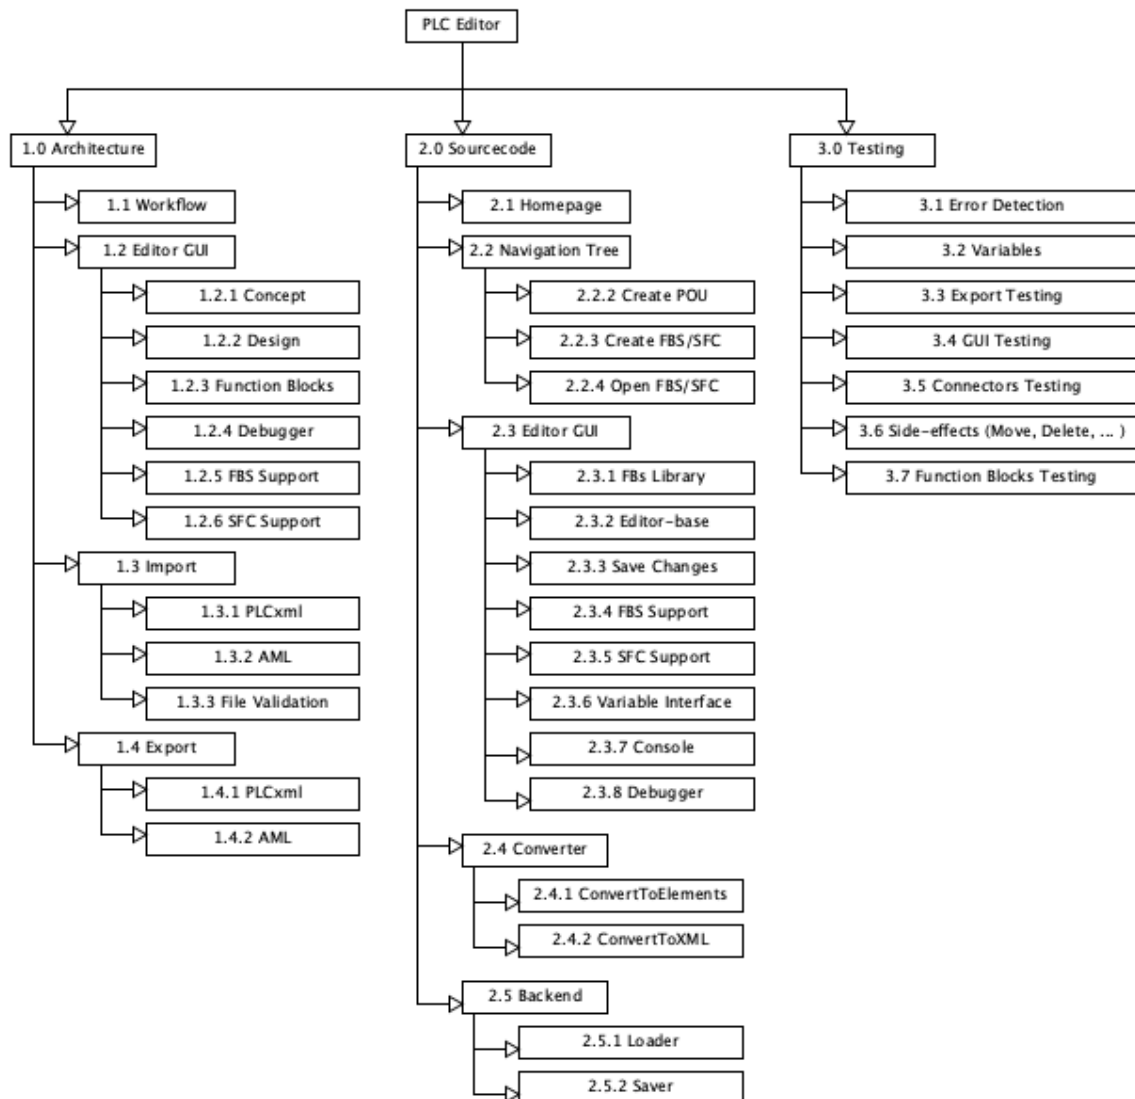 PLC Editor
1.0 Architecture
1.1 Workflow
1.2 Editor GUI
1.2.1 Concept
1.2.2 Design
1.2.3 Function Blocks
1.2.4 Debugger
1.2.5 FBS Support
1.2.6 SFC Support
1.3 Import
1.3.1 PLCxml
1.3.2 AML
1.3.3 File Validation
1.4 Export
1.4.1 PLCxml
1.4.2 AML
2.0 Sourcecode
2.1 Homepage
2.2 Navigation Tree
2.2.2 Create POU
2.2.3 Create FBS/SFC
2.2.4 Open FBS/SFC
2.3 Editor GUI
2.3.1 FBs Library
2.3.2 Editor-base
2.3.3 Save Changes
2.3.4 FBS Support
2.3.5 SFC Support
2.3.6 Variable Interface
2.3.7 Console
2.3.8 Debugger
2.4 Converter
2.4.1 ConvertToElements
2.4.2 ConvertToXML
2.5 Backend
2.5.1 Loader
2.5.2 Saver
3.0 Testing
3.1 Error Detection
3.2 Variables
3.3 Export Testing
3.4 GUI Testing
3.5 Connectors Testing
3.6 Side-effects (Move, Delete, ... )
3.7 Function Blocks Testing